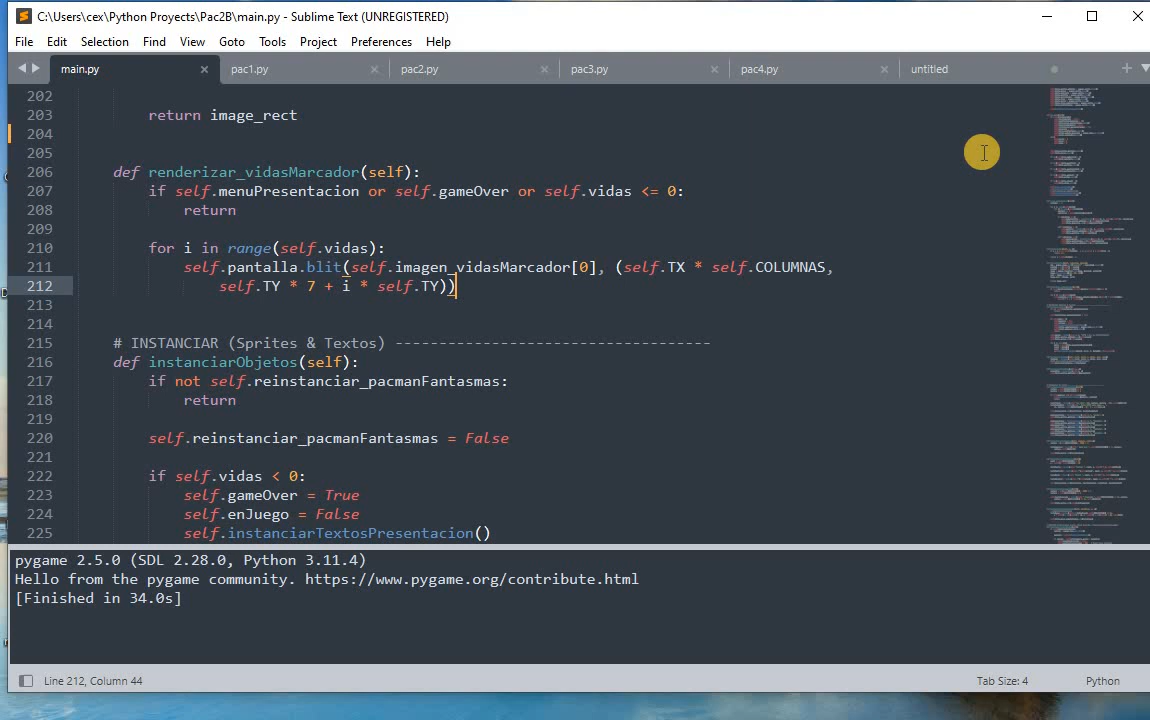 C:\Users\cex\Python Proyects\Pac2B\main.py - Sublime Text (UNREGISTERED)
File Edit Selection Find View Goto Tools Project Preferences Help
main.py pac1.py pac2.py pac3.py pac4.py untitled
202
203 return image_rect
204
205
206 def renderizar_vidasMarcador(self):
207 if self.menuPresentacion or self.gameOver or self.vidas <= 0:
208 return
209
210 for i in range(self.vidas):
211 self.pantalla.blit(self.imagen_vidasMarcador[0], (self.TX * self.COLUMNAS,
212 self.TY * 7 + i * self.TY))
213
214
215 # INSTANCIAR (Sprites & Textos) ------------------------------------
216 def instanciarObjetos(self):
217 if not self.reinstanciar_pacmanFantasmas:
218 return
219
220 self.reinstanciar_pacmanFantasmas = False
221
222 if self.vidas < 0:
223 self.gameOver = True
224 self.enJuego = False
225 self.instanciarTextosPresentacion()
pygame 2.5.0 (SDL 2.28.0, Python 3.11.4)
Hello from the pygame community. https://www.pygame.org/contribute.html
[Finished in 34.0s]
Line 212, Column 44 Tab Size: 4 Python